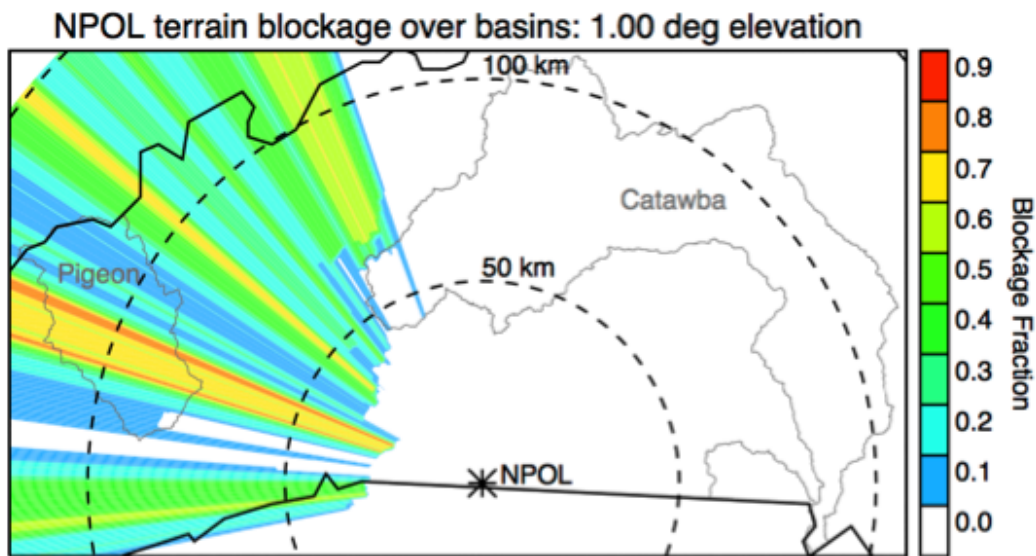 NPOL terrain blockage over basins: 1.00 deg elevation
100 km
Catawba
Pigeon
50 km
NPOL
0.9
0.8
0.7
0.6
0.5
0.4
0.3
0.2
0.1
0.0
Blockage Fraction